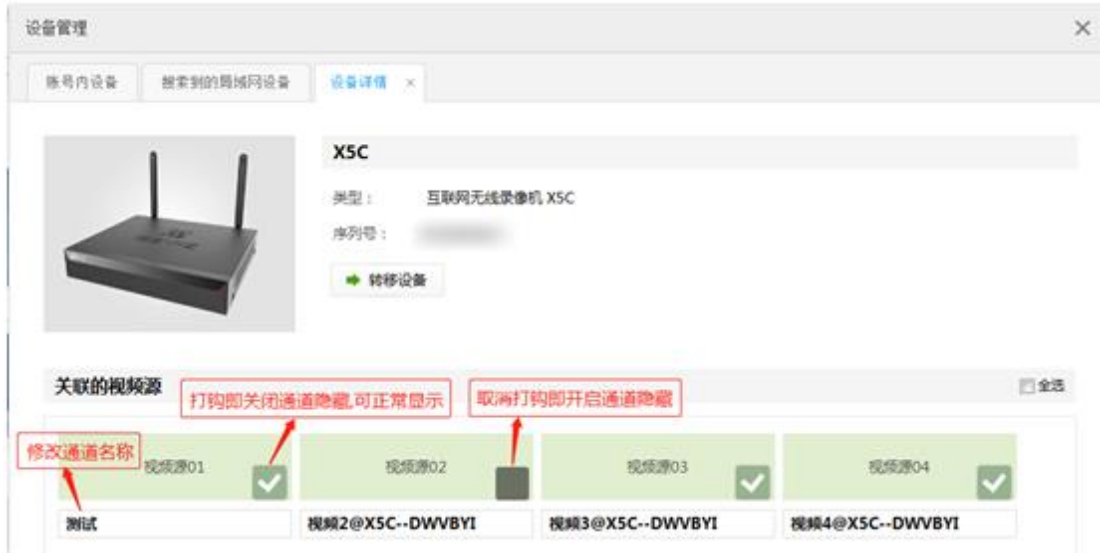 设备管理
账号内设备 搜索到的局域网设备 设备详情 ×
X5C
类型： 互联网无线录像机 X5C
序列号：
转移设备
关联的视频源 全选
打钩即关闭通道隐藏,可正常显示
取消打钩即开启通道隐藏
修改通道名称
视频源01 视频源02 视频源03 视频源04
测试 视频2@X5C--DWVBYI 视频3@X5C--DWVBYI 视频4@X5C--DWVBYI